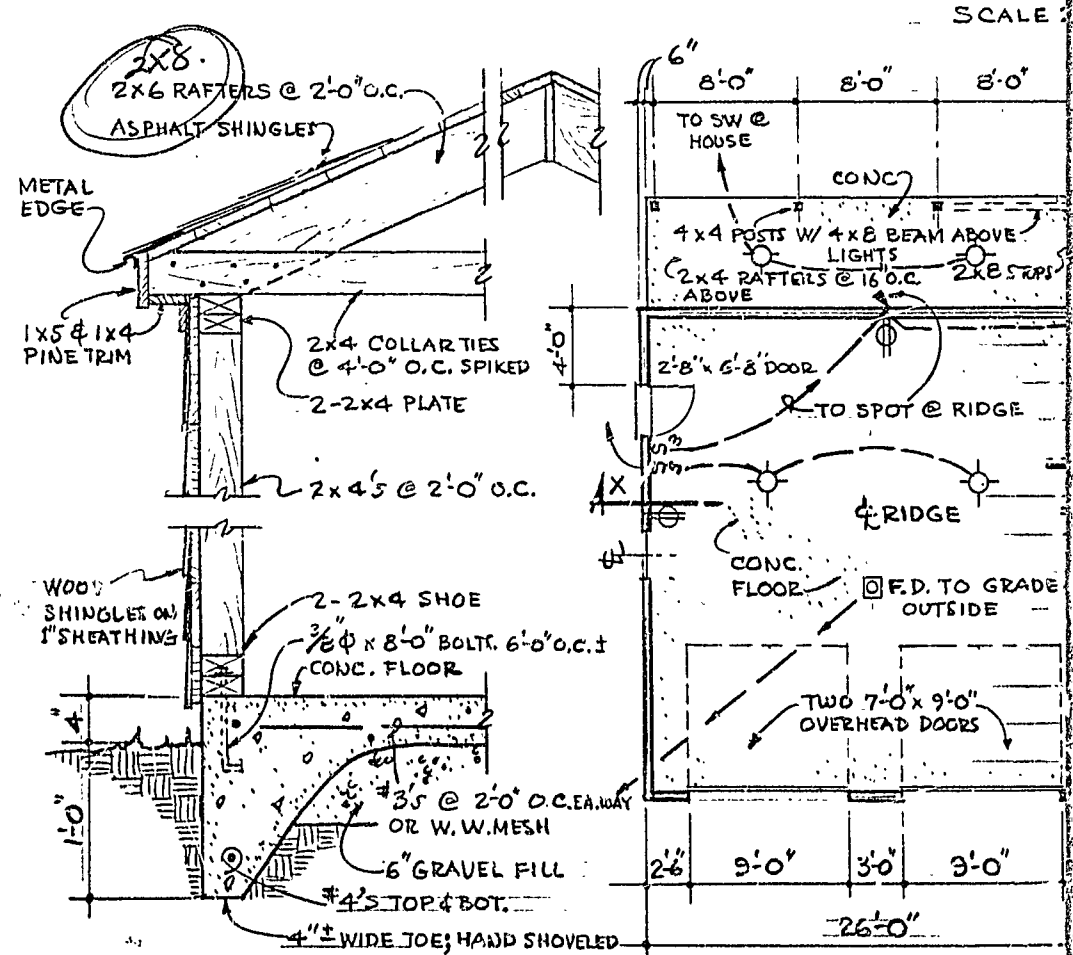 SCALE
2X8.
2X6 RAFTERS @ 2'-0" O.C.
ASPHALT SHINGLES
METAL
EDGE
1X5 & 1X4
PINE TRIM
2X4 COLLAR TIES
@ 4'-0" O.C. SPIKED
2-2X4 PLATE
2X4'S @ 2'-0" O.C.
WOOD
SHINGLES ON
1" SHEATHING
2-2X4 SHOE
3/8" φ X 8'-0" BOLTS. 6'-0" O.C. ±
CONC. FLOOR
4"
1'-0"
#3'S @ 2'-0" O.C. EA. WAY
OR W.W. MESH
6" GRAVEL FILL
#4'S TOP & BOT.
4" ± WIDE TOE; HAND SHOVELED
6"
8'-0" 8'-0" 8'-0"
TO SW @
HOUSE
CONC
4X4 POSTS W/ 4X8 BEAM ABOVE
LIGHTS
2X4 RAFTERS @ 16" O.C.
ABOVE
2X8
4'-0"
2'-8" X 6'-8" DOOR
TO SPOT @ RIDGE
S3
S3
X
℄ RIDGE
℄
CONC.
FLOOR
F.D. TO GRADE
OUTSIDE
TWO 7'-0" X 9'-0"
OVERHEAD DOORS
2'-6" 9'-0" 3'-0" 9'-0"
26'-0"